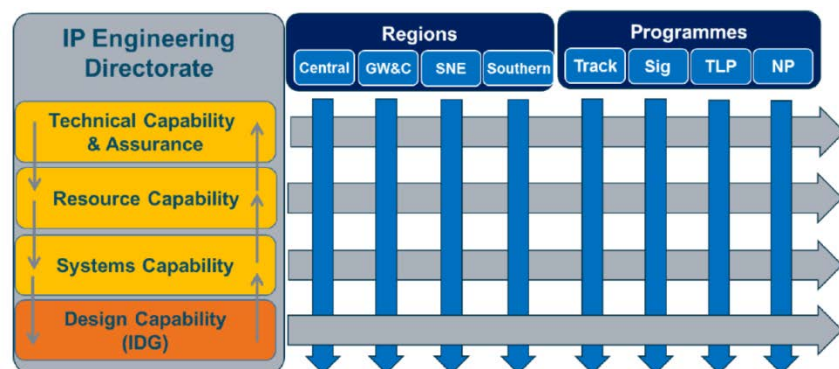 IP Engineering
Directorate
Technical Capability
& Assurance
Resource Capability
Systems Capability
Design Capability
(IDG)
Regions
Central GW&C SNE Southern
Programmes
Track Sig TLP NP